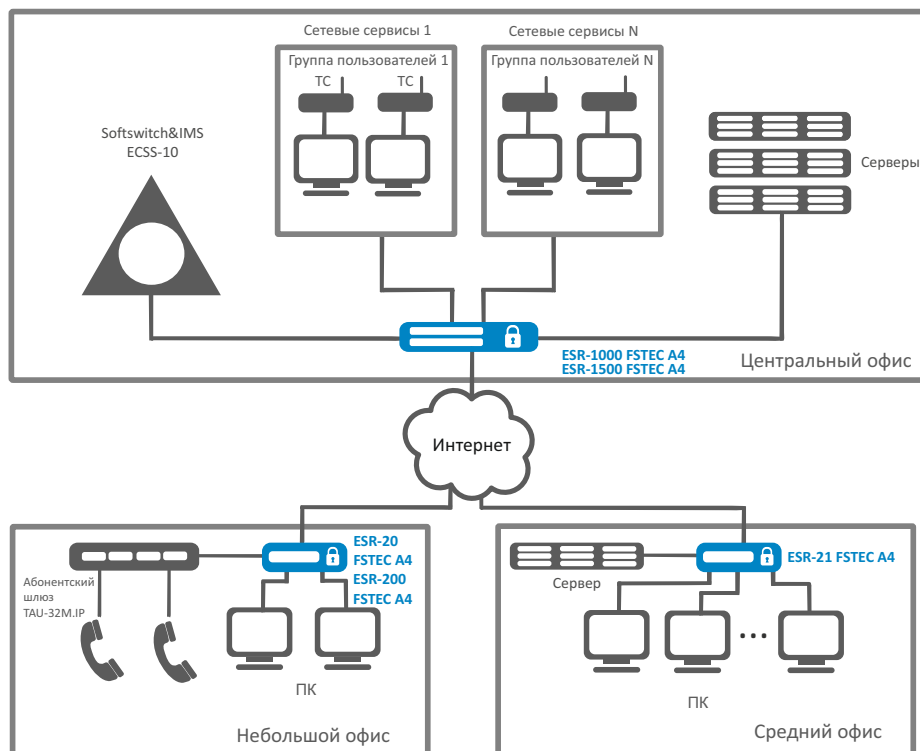 Сетевые сервисы 1
Сетевые сервисы N
Группа пользователей 1
Группа пользователей N
ТС
ТС
Softswitch&IMS
ECSS-10
Серверы
ESR-1000 FSTEC A4
ESR-1500 FSTEC A4
Центральный офис
Интернет
ESR-20
FSTEC A4
ESR-200
FSTEC A4
Абонентский
шлюз
TAU-32M.IP
ПК
Небольшой офис
ESR-21 FSTEC A4
Сервер
ПК
Средний офис